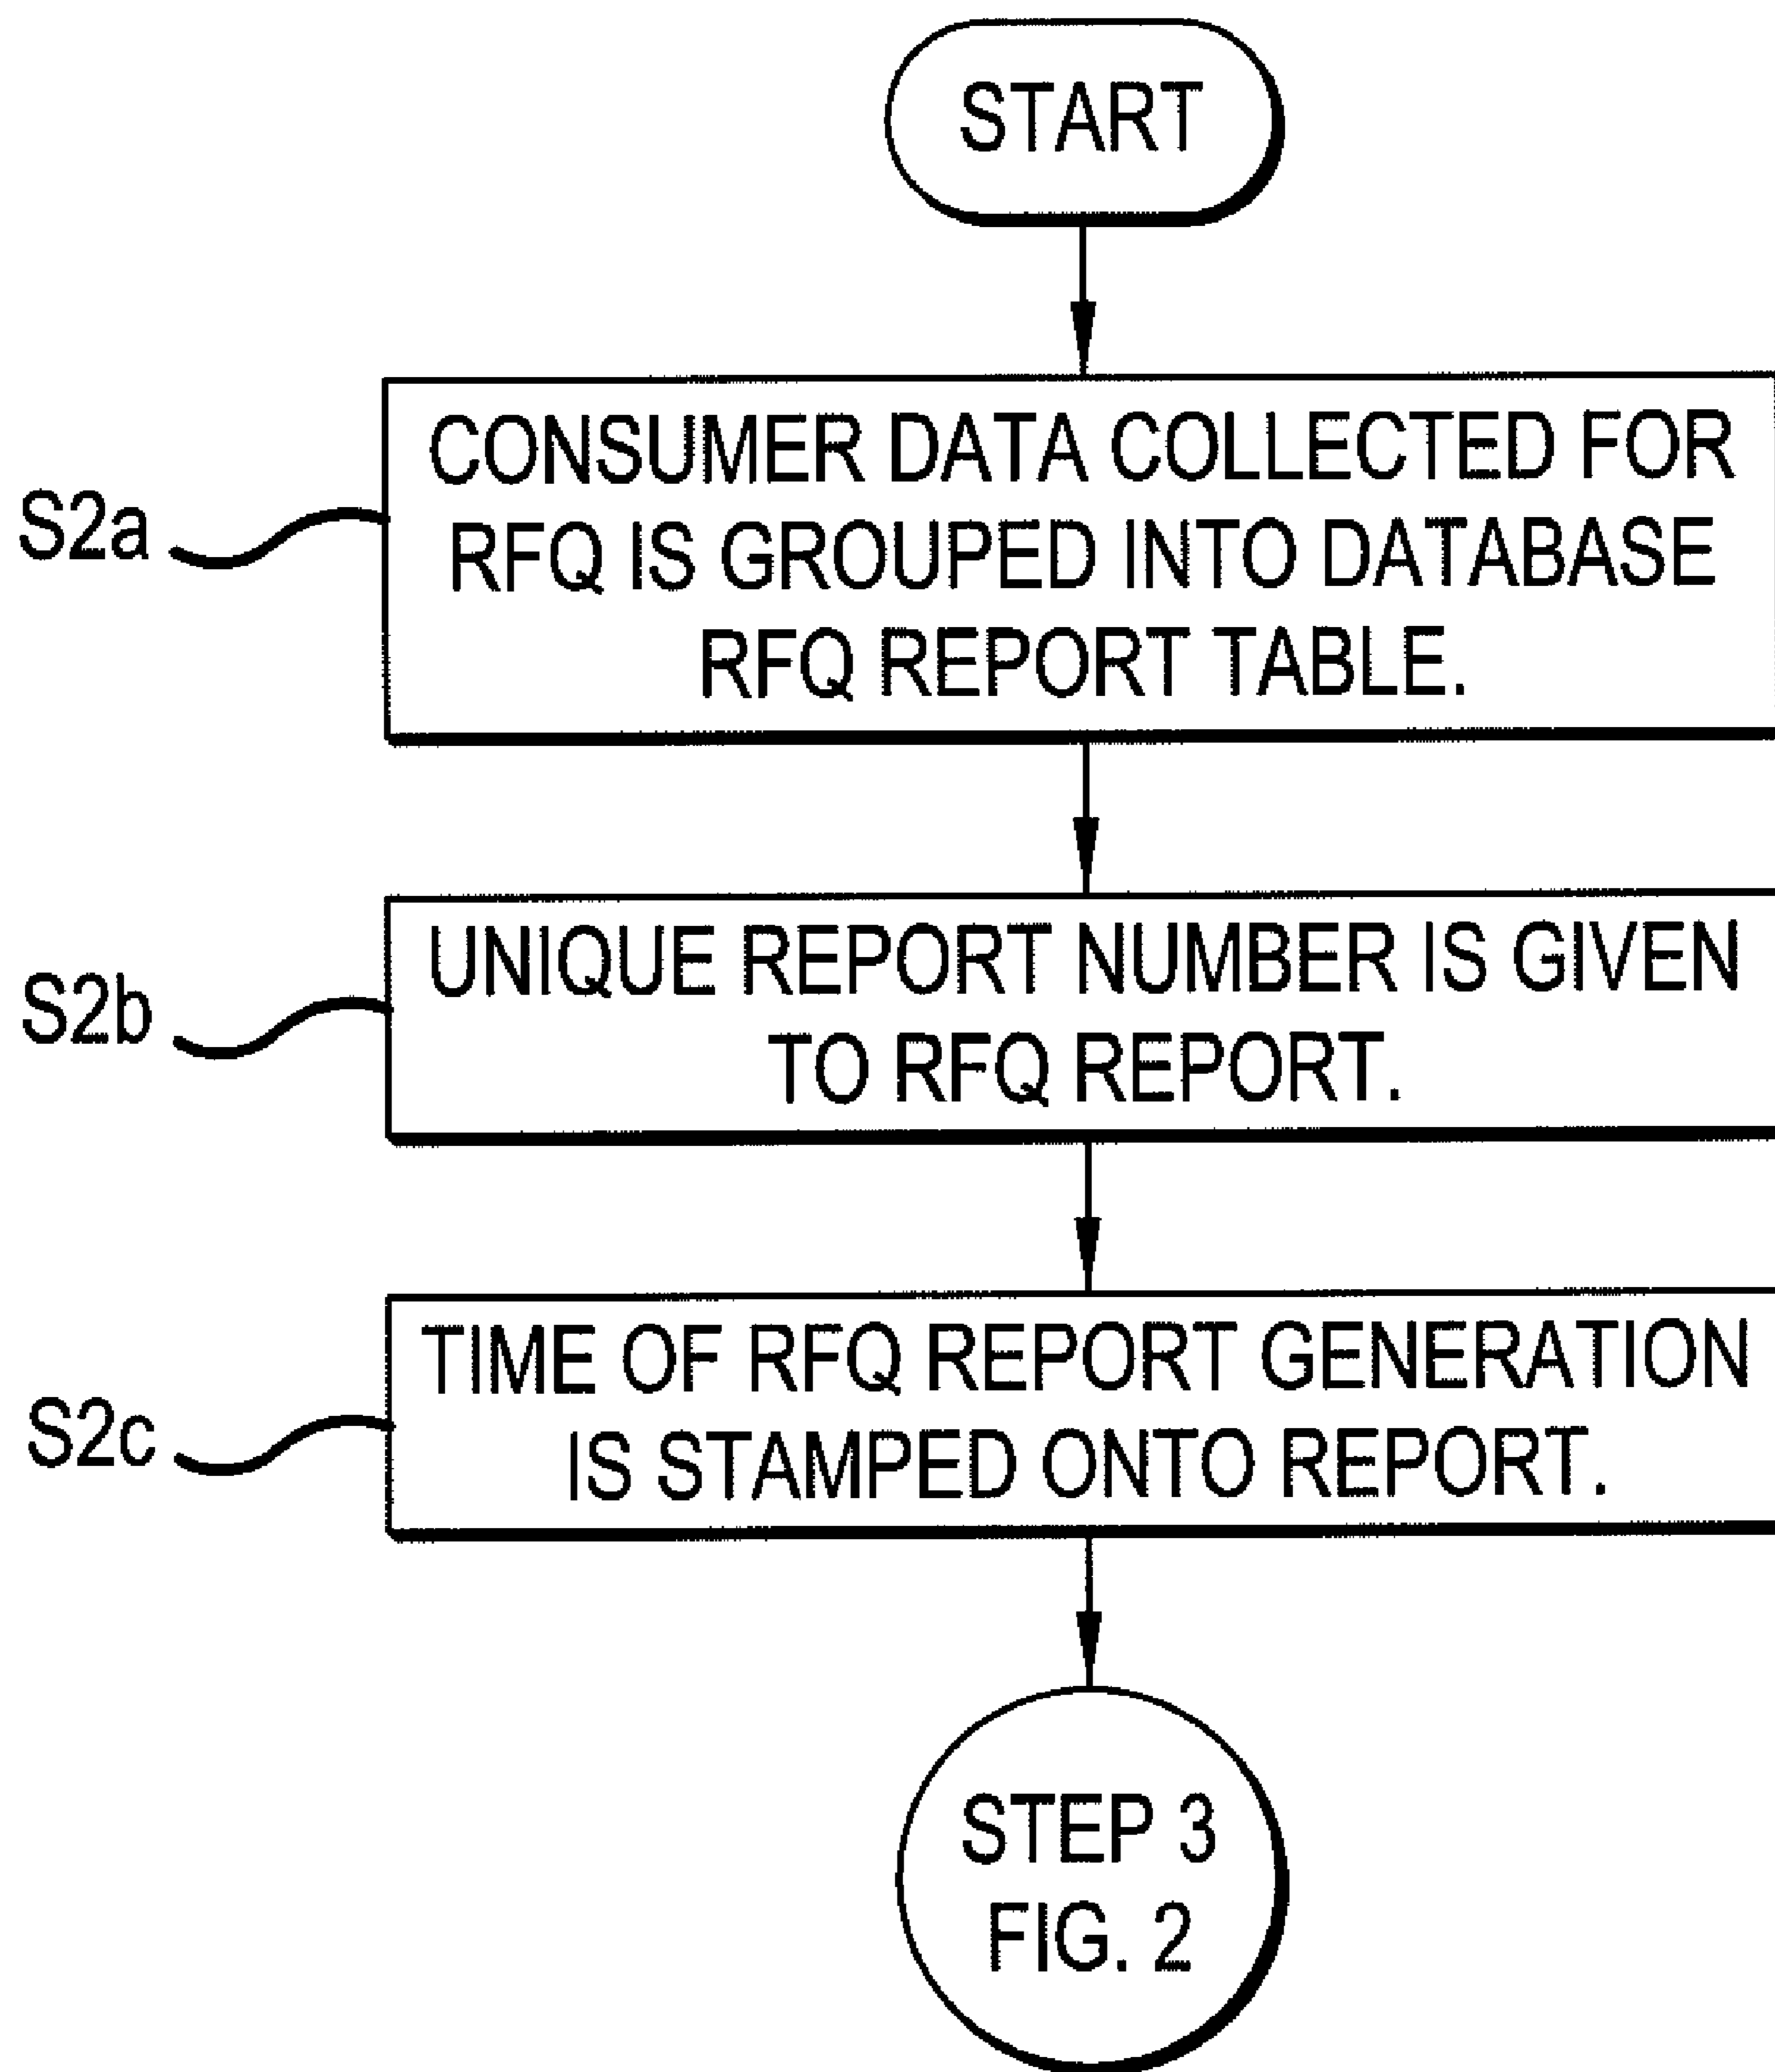 START
S2a
CONSUMER DATA COLLECTED FOR
RFQ IS GROUPED INTO DATABASE
RFQ REPORT TABLE.
S2b
UNIQUE REPORT NUMBER IS GIVEN
TO RFQ REPORT.
S2c
TIME OF RFQ REPORT GENERATION
IS STAMPED ONTO REPORT.
STEP 3
FIG. 2